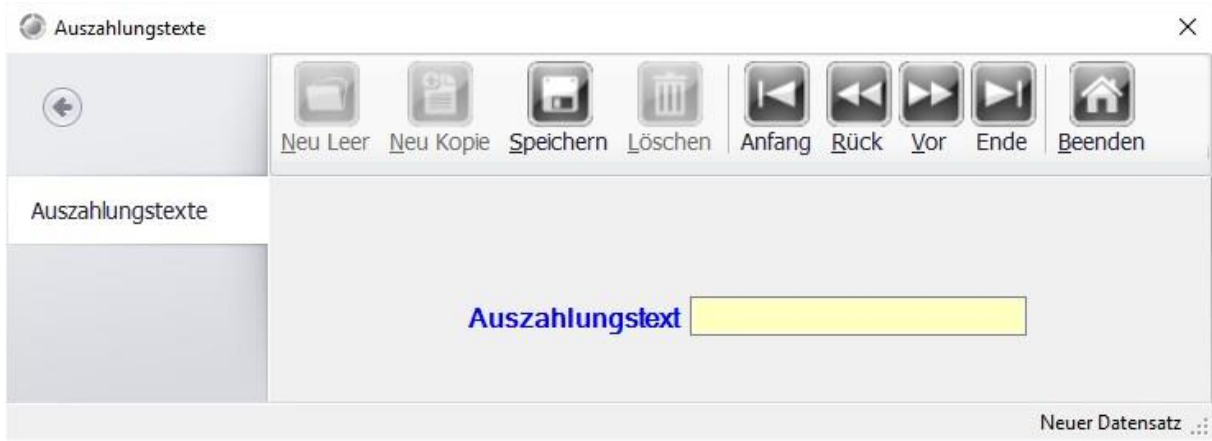 Auszahlungstexte
Neu Leer Neu Kopie Speichern Löschen Anfang Rück Vor Ende Beenden
Auszahlungstexte
Auszahlungstext
Neuer Datensatz